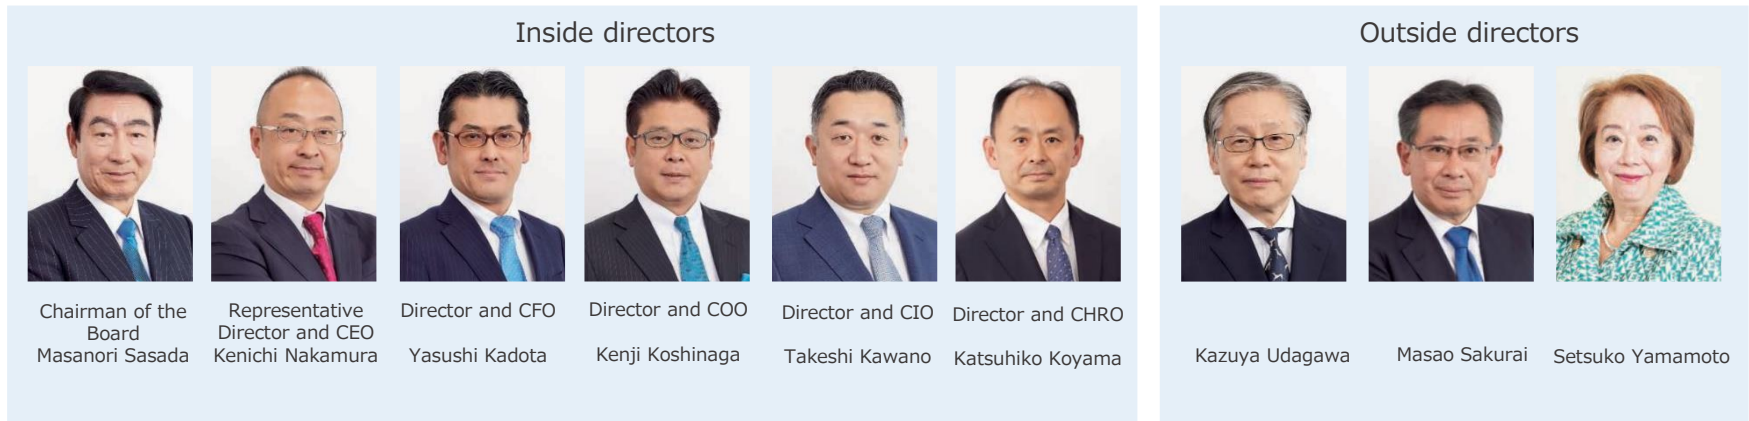 Inside directors
Chairman of the
Board
Masanori Sasada
Representative
Director and CEO
Kenichi Nakamura
Director and CFO
Yasushi Kadota
Director and COO
Kenji Koshinaga
Director and CIO
Takeshi Kawano
Director and CHRO
Katsuhiko Koyama
Outside directors
Kazuya Udagawa
Masao Sakurai
Setsuko Yamamoto